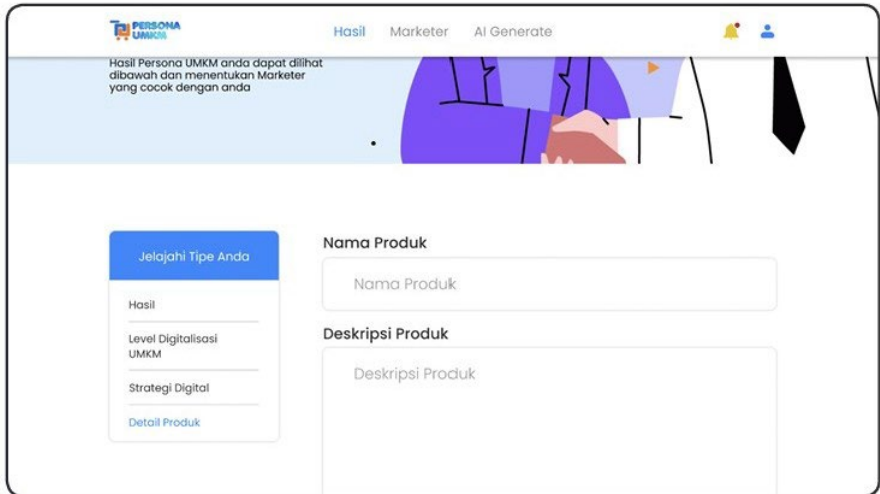 PERSONA
UMKM
Hasil Marketer AI Generate
Hasil Persona UMKM anda dapat dilihat
dibawah dan menentukan Marketer
yang cocok dengan anda
Jelajahi Tipe Anda
Hasil
Level Digitalisasi
UMKM
Strategi Digital
Detail Produk
Nama Produk
Nama Produk
Deskripsi Produk
Deskripsi Produk